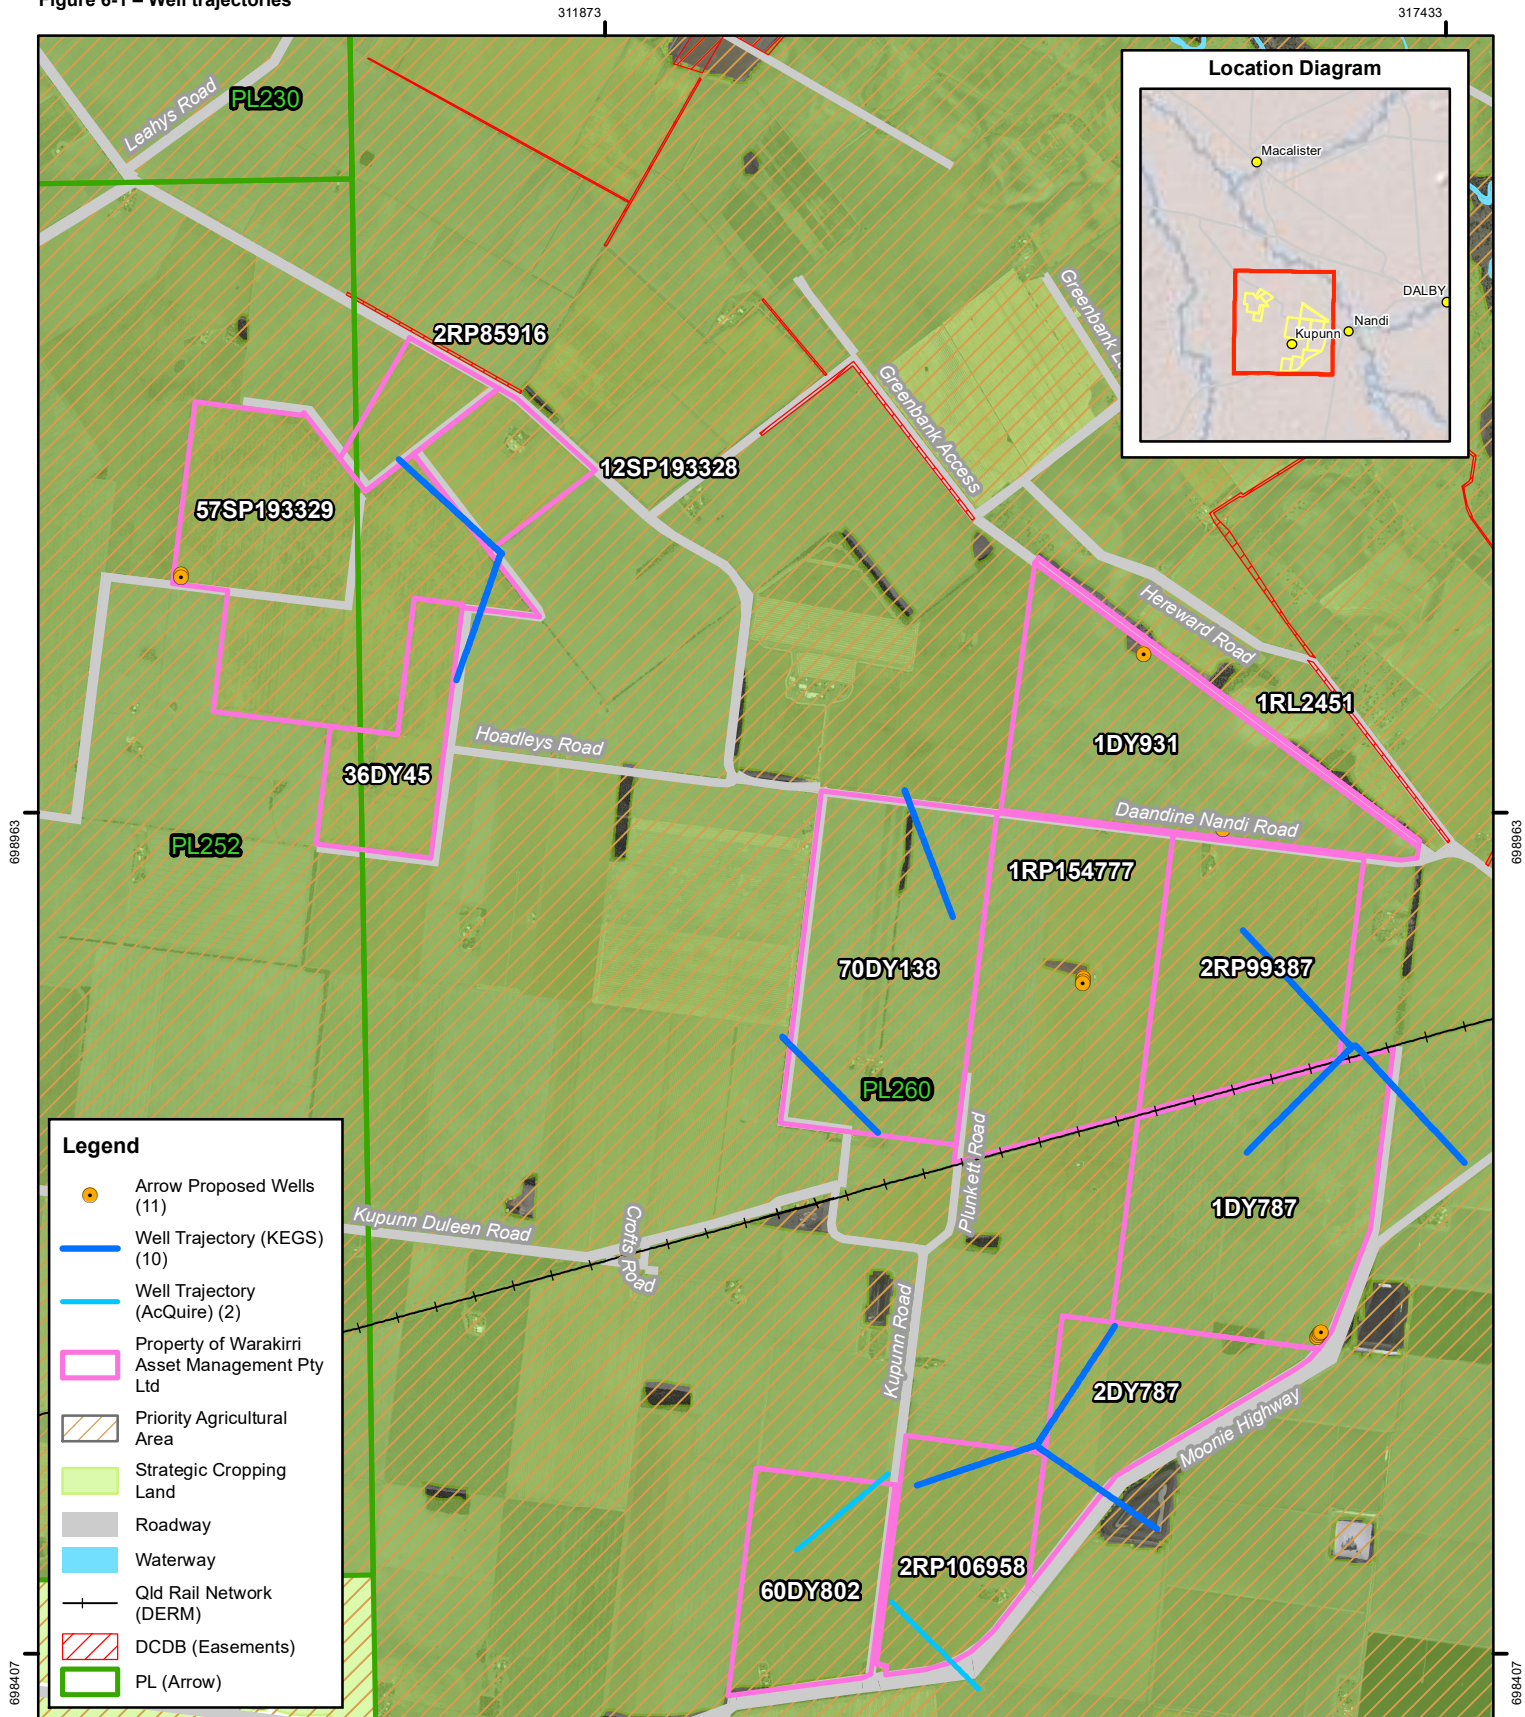 Figure 6-1 – Well trajectories
311873
317433
Location Diagram
Macalister
DALBY
Nandi
Kupunn
Leahys Road
PL230
Greenbank
2RP85916
Greenbank Access
12SP193328
57SP193329
Hereward Road
1RL2451
Hoadleys Road
1DY931
36DY45
Daandine Nandi Road
698963
698963
PL252
1RP154777
70DY138
2RP99387
PL260
Plunkett Road
Kupunn Duleen Road
Crofts Road
1DY787
Kupunn Road
2DY787
Moonie Highway
2RP106958
60DY802
698407
698407
Legend
Arrow Proposed Wells
(11)
Well Trajectory (KEGS)
(10)
Well Trajectory
(AcQuire) (2)
Property of Warakirri
Asset Management Pty
Ltd
Priority Agricultural
Area
Strategic Cropping
Land
Roadway
Waterway
Qld Rail Network
(DERM)
DCDB (Easements)
PL (Arrow)